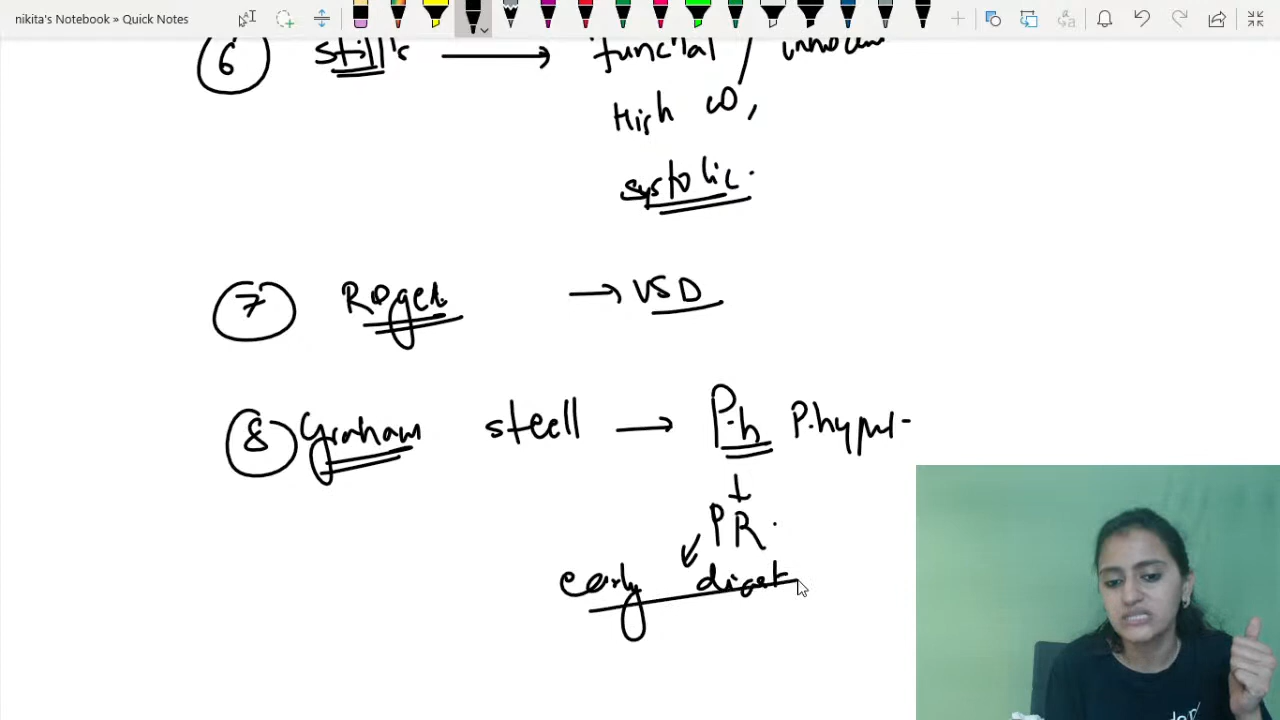 nikita's Notebook » Quick Notes
6 still's → functal / innocent
High CO,
systolic.
7 Roger → VSD
8 Graham steell → P.h P.hypert-
PR.
early diast